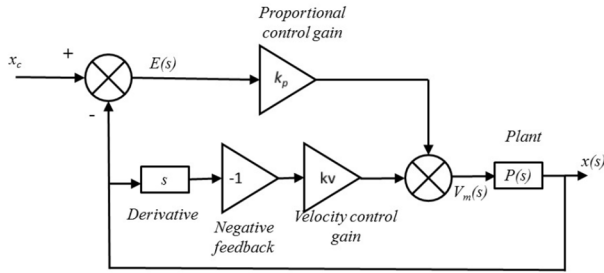 Proportional
control gain
x_c
+
E(s)
k_p
-
Plant
x(s)
s
-1
kv
V_m(s)
P(s)
Derivative
Negative
feedback
Velocity control
gain